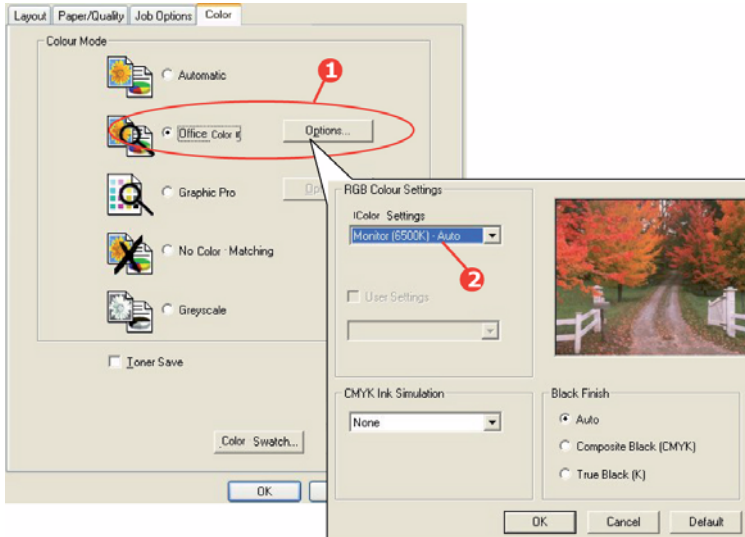 Layout Paper/Quality Job Options Color
Colour Mode
Automatic
1
Office Color
Options...
Graphic Pro
No Color Matching
Greyscale
Toner Save
Color Swatch...
OK
RGB Colour Settings
Color Settings
Monitor (6500K) - Auto
2
User Settings
CMYK Ink Simulation
None
Black Finish
Auto
Composite Black (CMYK)
True Black (K)
OK Cancel Default